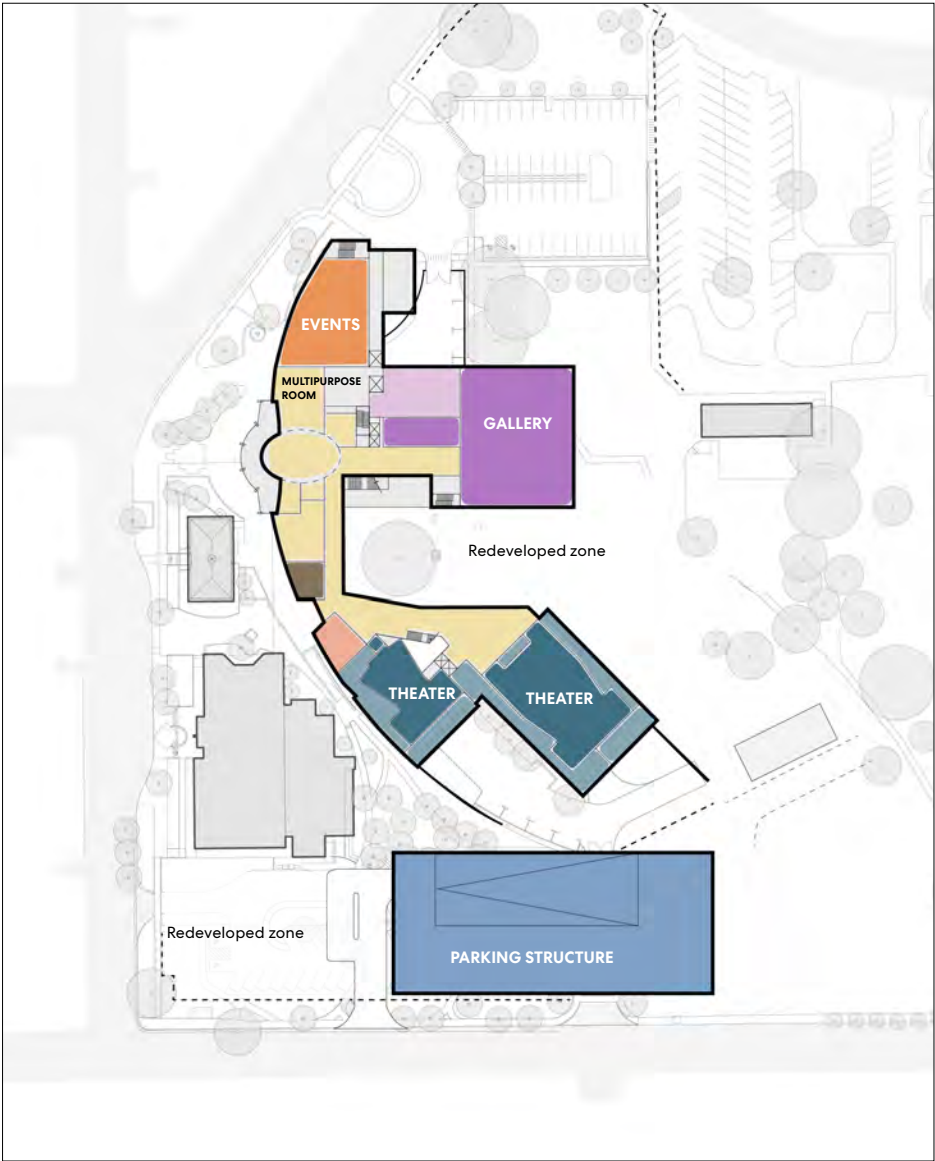 EVENTS
MULTIPURPOSE
ROOM
GALLERY
Redeveloped zone
THEATER
THEATER
Redeveloped zone
PARKING STRUCTURE